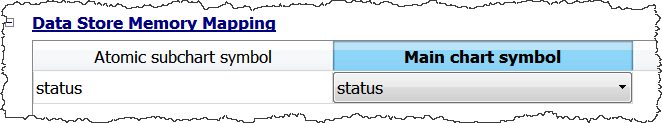 Data Store Memory Mapping
Atomic subchart symbol Main chart symbol
status status